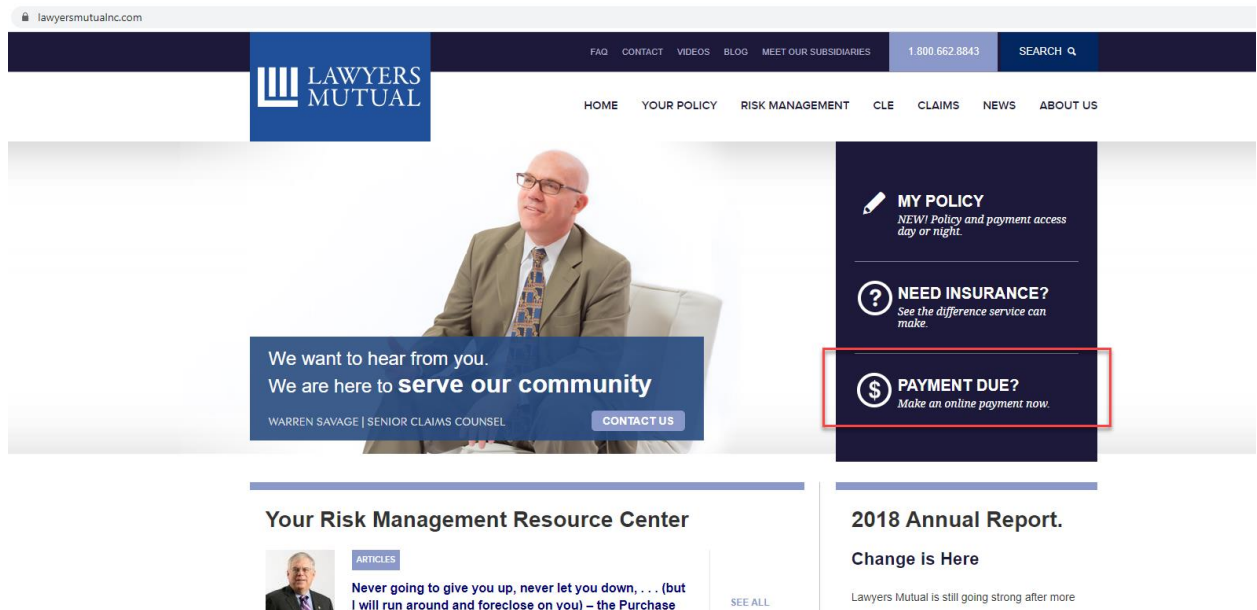 lawyersmutualnc.com
FAQ CONTACT VIDEOS BLOG MEET OUR SUBSIDIARIES 1.800.662.8843 SEARCH
LAWYERS
MUTUAL
HOME YOUR POLICY RISK MANAGEMENT CLE CLAIMS NEWS ABOUT US
MY POLICY
NEW! Policy and payment access
day or night.
NEED INSURANCE?
See the difference service can
make.
PAYMENT DUE?
Make an online payment now.
We want to hear from you.
We are here to serve our community
WARREN SAVAGE | SENIOR CLAIMS COUNSEL CONTACT US
Your Risk Management Resource Center
ARTICLES
Never going to give you up, never let you down, . . . (but
I will run around and foreclose on you) – the Purchase
SEE ALL
2018 Annual Report.
Change is Here
Lawyers Mutual is still going strong after more